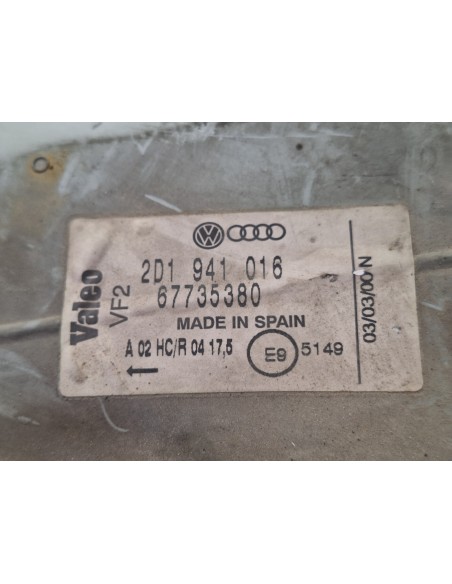 Valeo
VF2
2D1 941 016
67735380
MADE IN SPAIN
A 02 HC/R 04 17,5
E9
5149
03/03/00 N